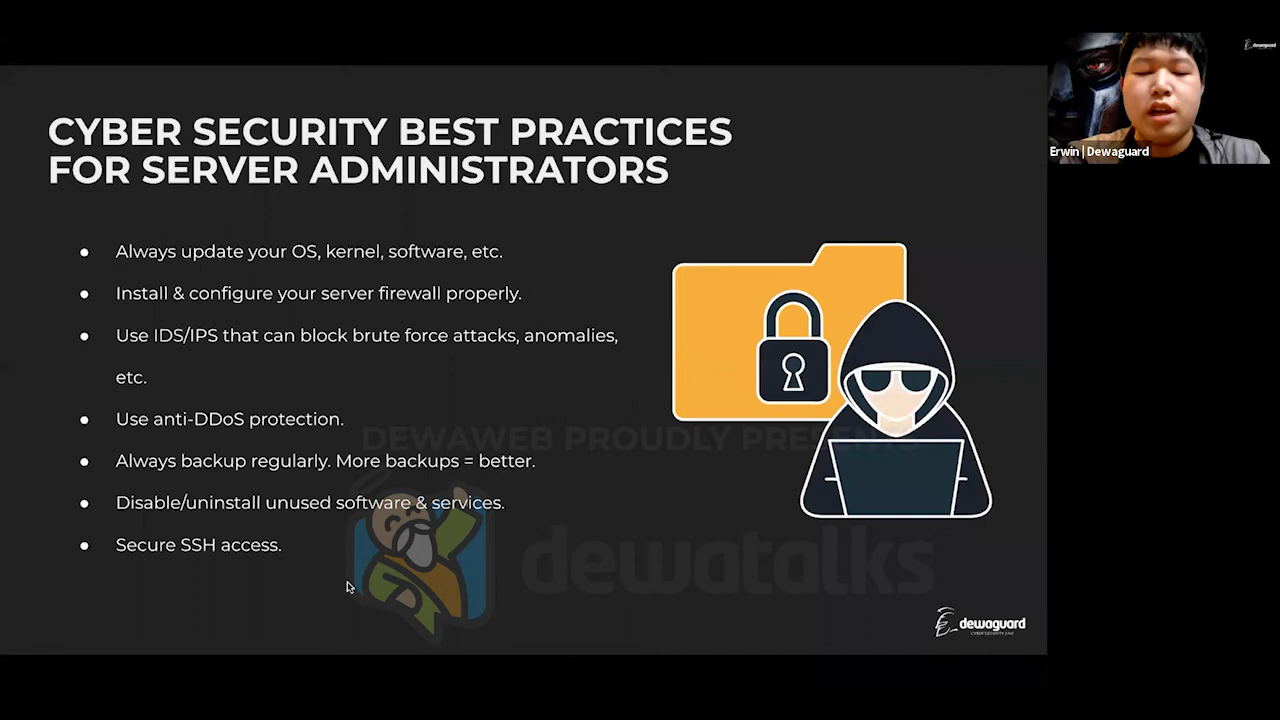 dewaguard
CYBER SECURITY BEST PRACTICES
FOR SERVER ADMINISTRATORS
Erwin | Dewaguard
● Always update your OS, kernel, software, etc.
● Install & configure your server firewall properly.
● Use IDS/IPS that can block brute force attacks, anomalies,
etc.
● Use anti-DDoS protection.
DEWAWEB PROUDLY PRESENTS
● Always backup regularly. More backups = better.
● Disable/uninstall unused software & services.
● Secure SSH access.
dewatalks
dewaguard